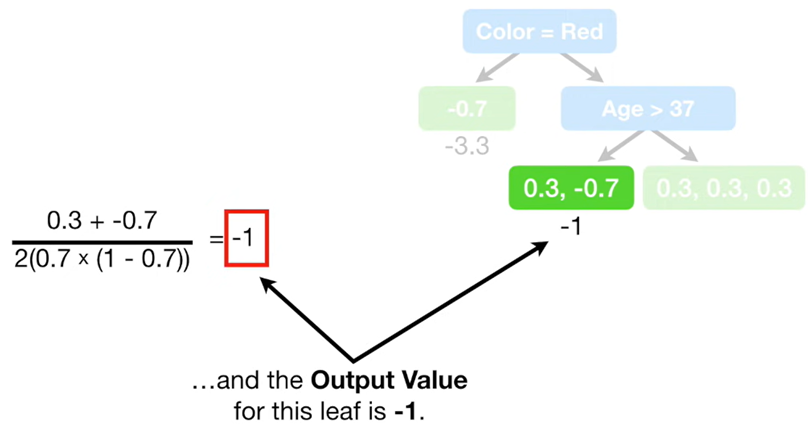 Color = Red
-0.7
Age > 37
-3.3
0.3, -0.7
0.3, 0.3, 0.3
-1
0.3 + -0.7
2(0.7 x (1 - 0.7))
= -1
…and the Output Value
for this leaf is -1.